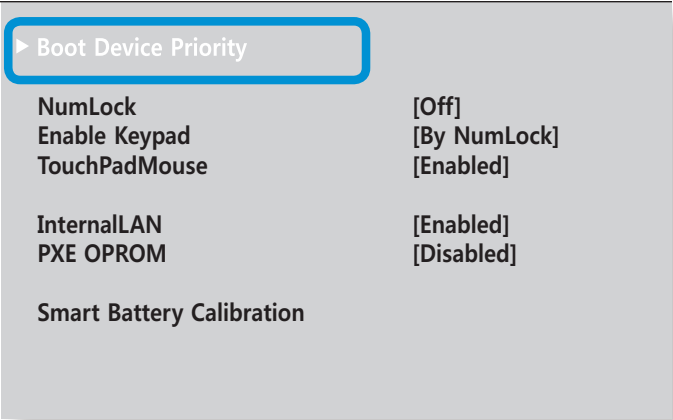 ▶ Boot Device Priority
NumLock [Off]
Enable Keypad [By NumLock]
TouchPadMouse [Enabled]
InternalLAN [Enabled]
PXE OPROM [Disabled]
Smart Battery Calibration